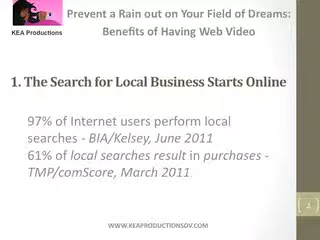 Prevent a Rain out on Your Field of Dreams:
KEA Productions
Benefits of Having Web Video
1. The Search for Local Business Starts Online
97% of Internet users perform local
searches - BIA/Kelsey, June 2011
61% of local searches result in purchases -
TMP/comScore, March 2011
WWW.KEAPRODUCTIONSDV.COM